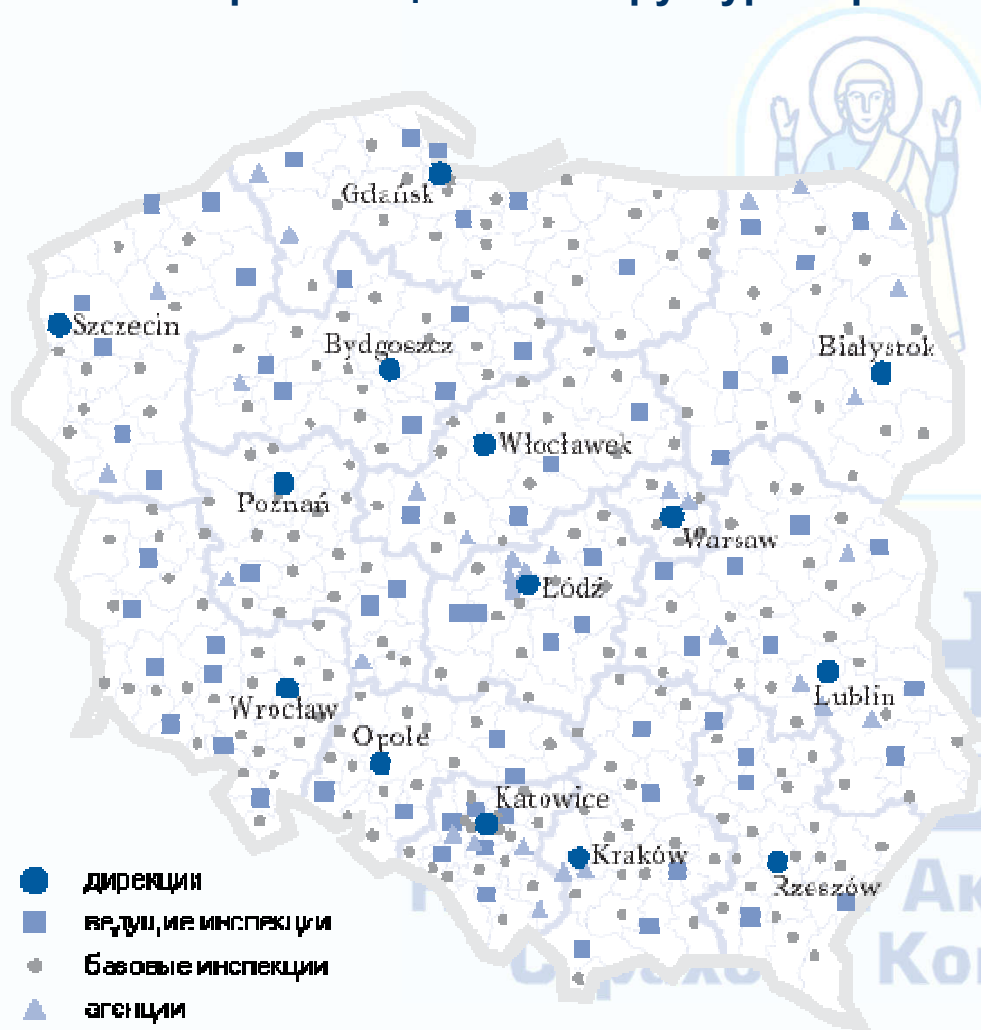 Gdańsk
Szczecin
Bydgoszcz
Białystok
Włocławek
Poznań
Warsaw
Łódź
Lublin
Wrocław
Opole
Katowice
Kraków
Rzeszów
дирекции
ведущие инспекции
базовые инспекции
агенции